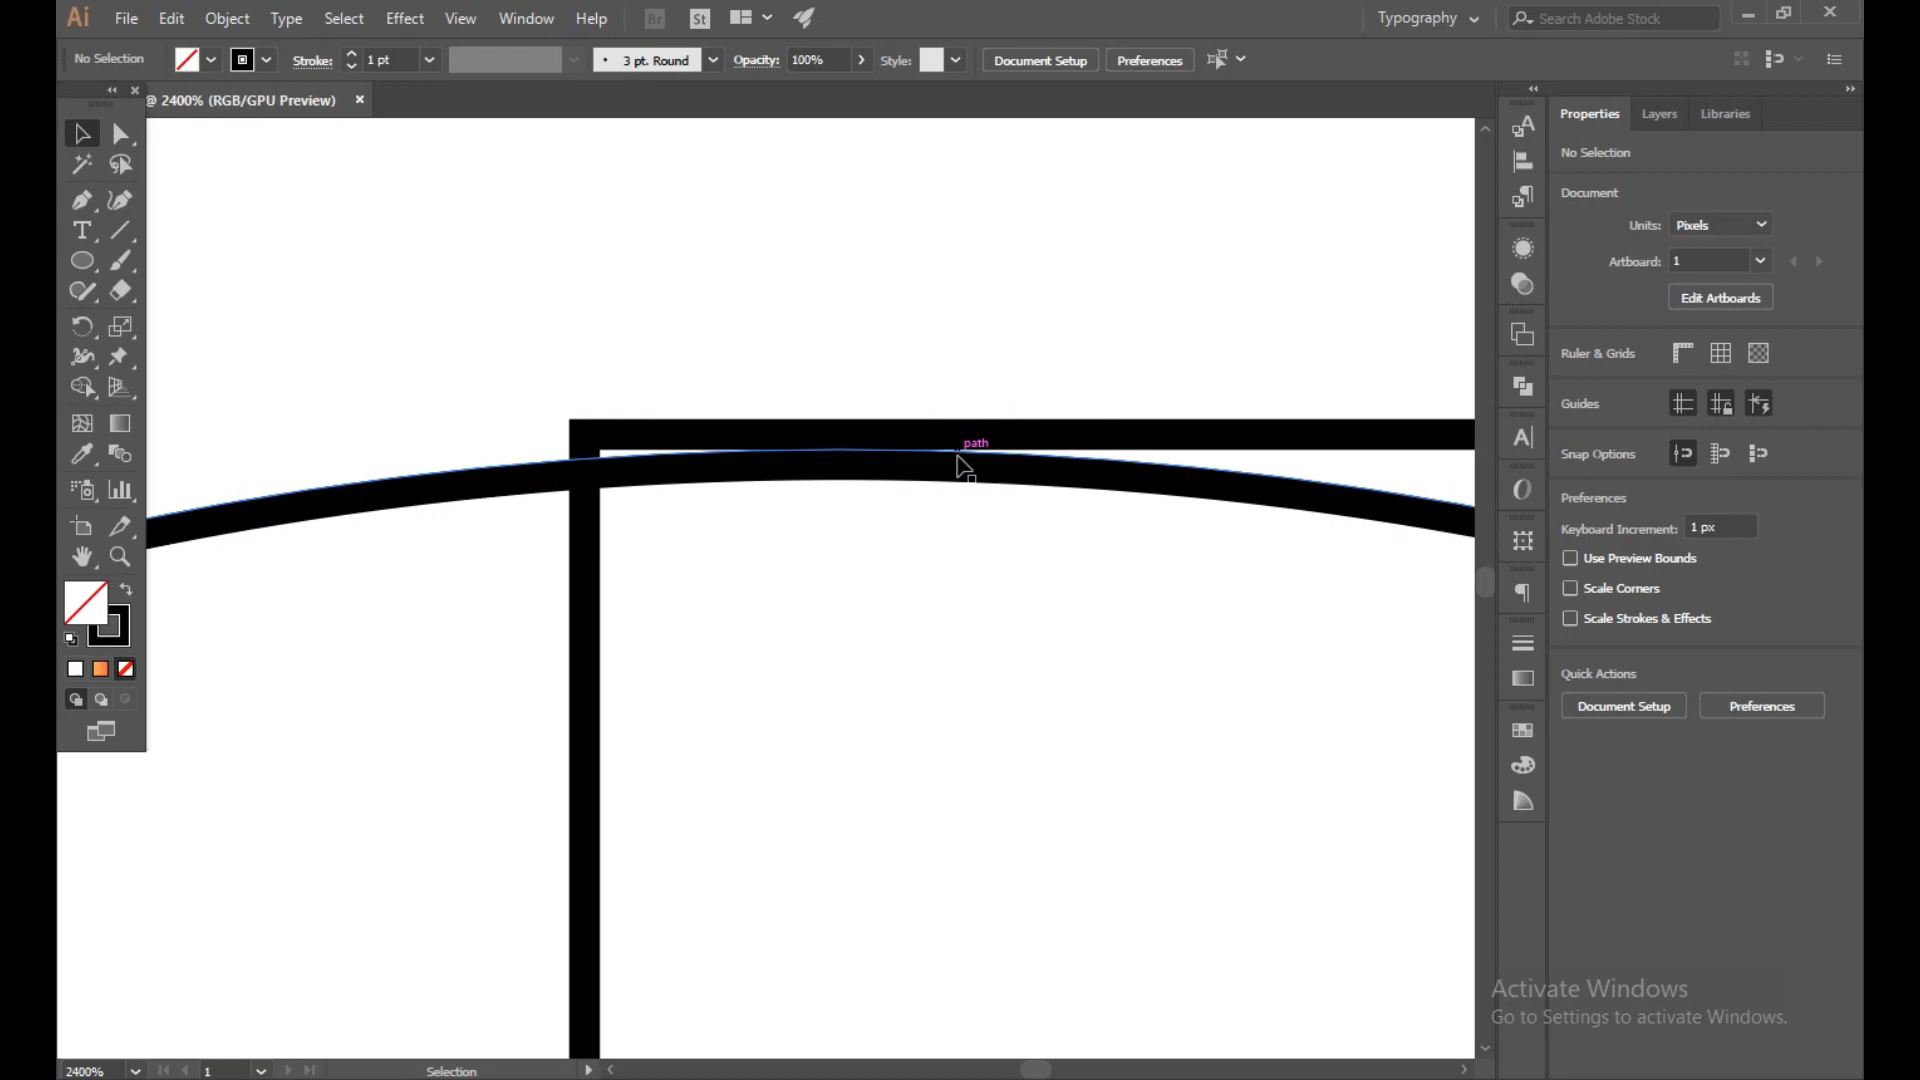 Ai File Edit Object Type Select Effect View Window Help Br St Typography Search Adobe Stock
No Selection Stroke: 1 pt 3 pt. Round Opacity: 100% Style: Document Setup Preferences
@ 2400% (RGB/GPU Preview) ×
path
Properties Layers Libraries
No Selection
Document
Units: Pixels
Artboard: 1
Edit Artboards
Ruler & Grids
Guides
Snap Options
Preferences
Keyboard Increment: 1 px
Use Preview Bounds
Scale Corners
Scale Strokes & Effects
Quick Actions
Document Setup Preferences
Activate Windows
Go to Settings to activate Windows.
2400% 1 Selection